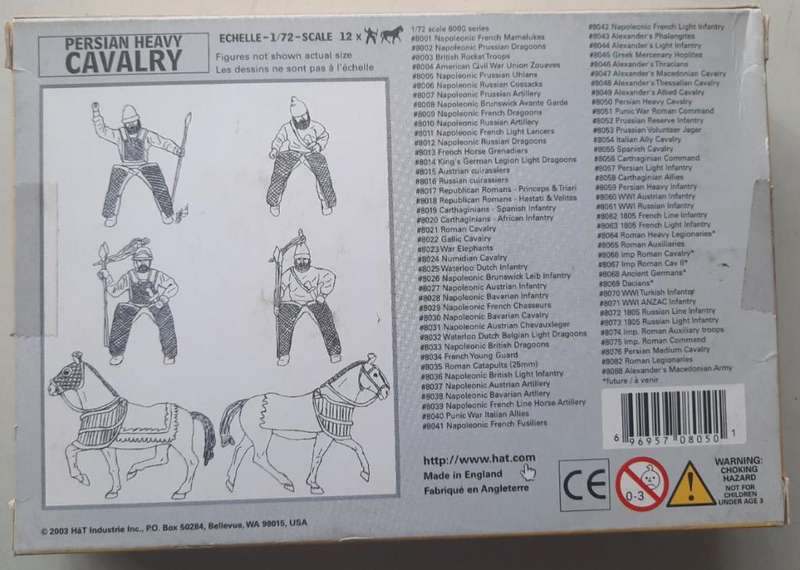 PERSIAN HEAVY
CAVALRY
ECHELLE-1/72-SCALE 12 x
Figures not shown actual size
Les dessins ne sont pas à l'échelle
© 2003 HäT Industrie Inc., P.O. Box 50284, Bellevue, WA 98015, USA
1/72 scale 8000 series
#8001 Napoleonic French Mamelukes
#8002 Napoleonic Prussian Dragoons
#8003 British Rocket Troops
#8004 American Civil War Union Zouaves
#8005 Napoleonic Prussian Uhlans
#8006 Napoleonic Russian Cossacks
#8007 Napoleonic Prussian Artillery
#8008 Napoleonic Brunswick Avante Garde
#8009 Napoleonic French Dragoons
#8010 Napoleonic Russian Artillery
#8011 Napoleonic French Light Lancers
#8012 Napoleonic Russian Dragoons
#8013 French Horse Grenadiers
#8014 King's German Legion Light Dragoons
#8015 Austrian cuirassiers
#8016 Russian cuirassiers
#8017 Republican Romans - Princeps & Triari
#8018 Republican Romans - Hastati & Velites
#8019 Carthaginians - Spanish Infantry
#8020 Carthaginians - African Infantry
#8021 Roman Cavalry
#8022 Gallic Cavalry
#8023 War Elephants
#8024 Numidian Cavalry
#8025 Waterloo Dutch Infantry
#8026 Napoleonic Brunswick Leib Infantry
#8027 Napoleonic Austrian Infantry
#8028 Napoleonic Bavarian Infantry
#8029 Napoleonic French Chasseurs
#8030 Napoleonic Bavarian Cavalry
#8031 Napoleonic Austrian Chevauxleger
#8032 Waterloo Dutch Belgian Light Dragoons
#8033 Napoleonic British Dragoons
#8034 French Young Guard
#8035 Roman Catapults (25mm)
#8036 Napoleonic British Light Infantry
#8037 Napoleonic Austrian Artillery
#8038 Napoleonic Bavarian Artillery
#8039 Napoleonic French Line Horse Artillery
#8040 Punic War Italian Allies
#8041 Napoleonic French Fusiliers
#8042 Napoleonic French Light Infantry
#8043 Alexander's Phalangites
#8044 Alexander's Light Infantry
#8045 Greek Mercenary Hoplites
#8046 Alexander's Thracians
#8047 Alexander's Macedonian Cavalry
#8048 Alexander's Thessalian Cavalry
#8049 Alexander's Allied Cavalry
#8050 Persian Heavy Cavalry
#8051 Punic War Roman Command
#8052 Prussian Reserve Infantry
#8053 Prussian Volunteer Jager
#8054 Italian Ally Cavalry
#8055 Spanish Cavalry
#8056 Carthaginian Command
#8057 Persian Light Infantry
#8058 Carthaginian Allies
#8059 Persian Heavy Infantry
#8060 WWI Austrian Infantry
#8061 WWI Russian Infantry
#8062 1805 French Line Infantry
#8063 1805 French Light Infantry
#8064 Roman Heavy Legionaries*
#8065 Roman Auxiliaries
#8066 Imp Roman Cavalry*
#8067 Imp Roman Cav II*
#8068 Ancient Germans*
#8069 Dacians*
#8070 WWI Turkish Infantry
#8071 WWI ANZAC Infantry
#8072 1805 Russian Line Infantry
#8073 1805 Russian Light Infantry
#8074 Imp. Roman Auxiliary troops
#8075 Imp. Roman Command
#8076 Persian Medium Cavalry
#8082 Roman Legionaries
#8088 Alexander's Macedonian Army
*future / à venir
6 96957 08050 1
http://www.hat.com
Made in England
Fabriqué en Angleterre
CE
0-3
WARNING:
CHOKING
HAZARD
NOT FOR
CHILDREN
UNDER AGE 3